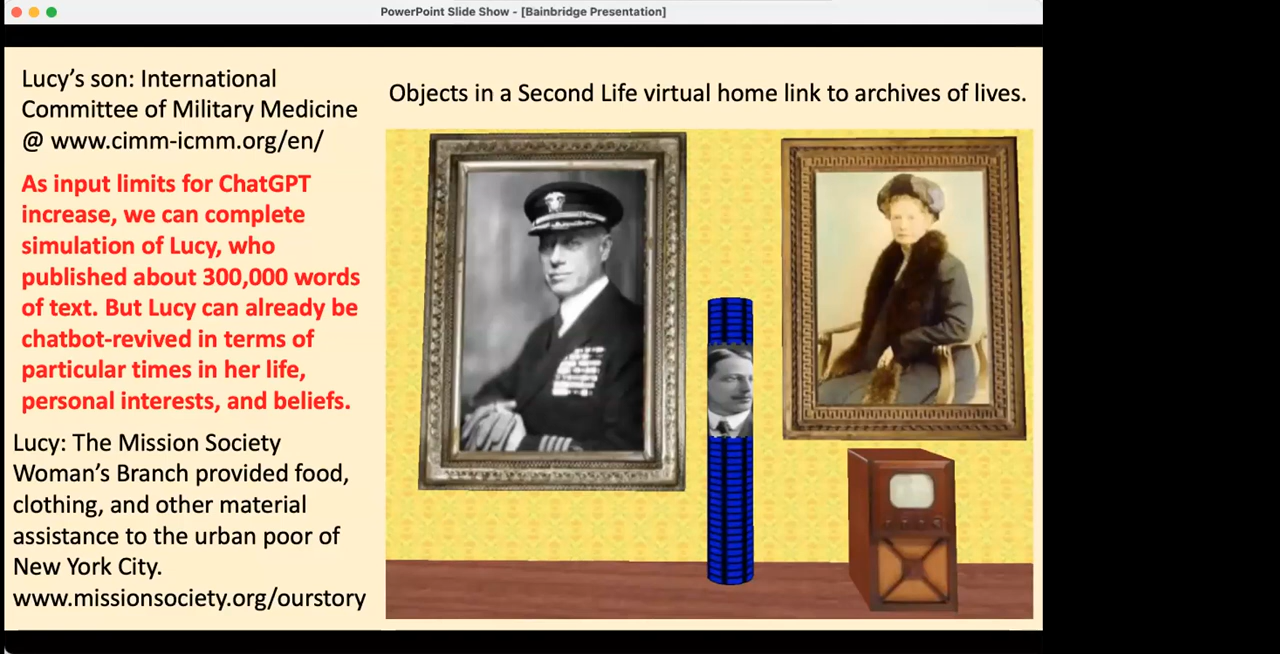 PowerPoint Slide Show - [Bainbridge Presentation]
Lucy’s son: International
Committee of Military Medicine
@ www.cimm-icmm.org/en/
As input limits for ChatGPT
increase, we can complete
simulation of Lucy, who
published about 300,000 words
of text. But Lucy can already be
chatbot-revived in terms of
particular times in her life,
personal interests, and beliefs.
Lucy: The Mission Society
Woman’s Branch provided food,
clothing, and other material
assistance to the urban poor of
New York City.
www.missionsociety.org/ourstory
Objects in a Second Life virtual home link to archives of lives.